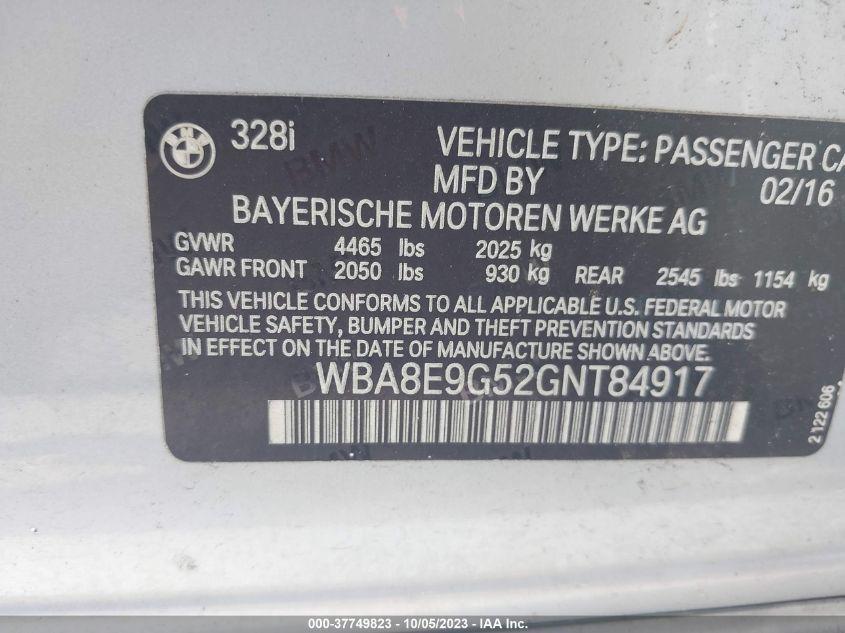 328i
VEHICLE TYPE: PASSENGER CA
MFD BY 02/16
BAYERISCHE MOTOREN WERKE AG
GVWR 4465 lbs 2025 kg
GAWR FRONT 2050 lbs 930 kg REAR 2545 lbs 1154 kg
THIS VEHICLE CONFORMS TO ALL APPLICABLE U.S. FEDERAL MOTOR
VEHICLE SAFETY, BUMPER AND THEFT PREVENTION STANDARDS
IN EFFECT ON THE DATE OF MANUFACTURE SHOWN ABOVE.
WBA8E9G52GNT84917
2 122 606
BMW
000-37749823 - 10/05/2023 - IAA Inc.